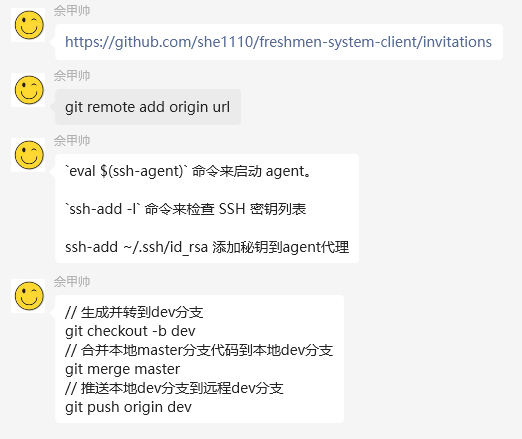 余甲帅
https://github.com/she1110/freshmen-system-client/invitations
余甲帅
git remote add origin url
余甲帅
`eval $(ssh-agent)` 命令来启动 agent。
`ssh-add -l` 命令来检查 SSH 密钥列表
ssh-add ~/.ssh/id_rsa 添加秘钥到agent代理
余甲帅
// 生成并转到dev分支
git checkout -b dev
// 合并本地master分支代码到本地dev分支
git merge master
// 推送本地dev分支到远程dev分支
git push origin dev